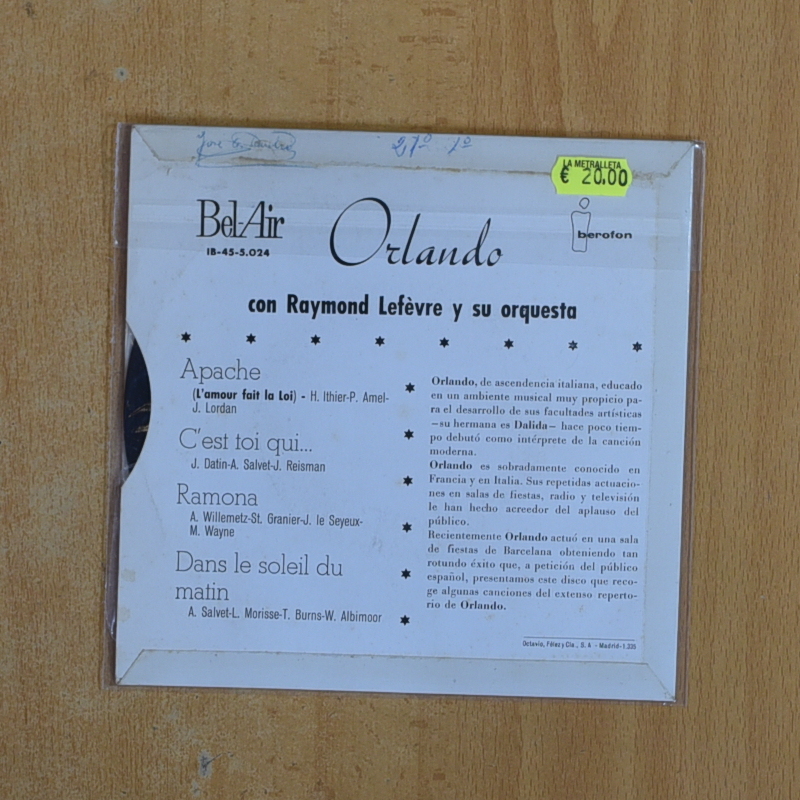 LA METRALLETA
€ 20.00
Bel-Air
IB-45-5.024
Orlando
iberofon
con Raymond Lefèvre y su orquesta
Apache
(L'amour fait la Loi) - H. Ithier-P. Amel-
J. Lordan
C'est toi qui...
J. Datin-A. Salvet-J. Reisman
Ramona
A. Willemetz-St. Granier-J. le Seyeux-
M. Wayne
Dans le soleil du
matin
A. Salvet-L. Morisse-T. Burns-W. Albimoor
Orlando, de ascendencia italiana, educado
en un ambiente musical muy propicio pa-
ra el desarrollo de sus facultades artísticas
—su hermana es Dalida— hace poco tiem-
po debutó como intérprete de la canción
moderna.
Orlando es sobradamente conocido en
Francia y en Italia. Sus repetidas actuacio-
nes en salas de fiestas, radio y televisión
le han hecho acreedor del aplauso del
público.
Recientemente Orlando actuó en una sala
de fiestas de Barcelona obteniendo tan
rotundo éxito que, a petición del público
español, presentamos este disco que reco-
ge algunas canciones del extenso reperto-
rio de Orlando.
Octavio, Félez y Cía., S. A. - Madrid-1.335